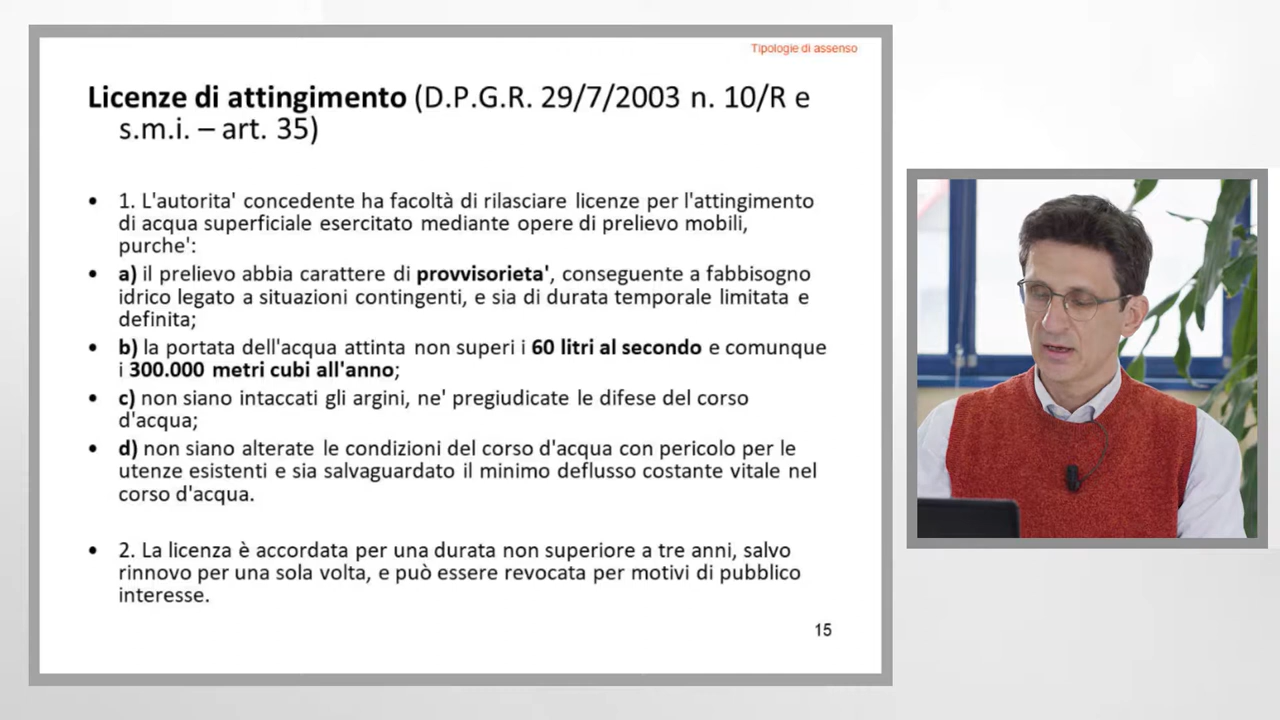 Tipologie di assenso
Licenze di attingimento (D.P.G.R. 29/7/2003 n. 10/R e
s.m.i. – art. 35)
• 1. L'autorita' concedente ha facoltà di rilasciare licenze per l'attingimento
di acqua superficiale esercitato mediante opere di prelievo mobili,
purche':
• a) il prelievo abbia carattere di provvisorieta', conseguente a fabbisogno
idrico legato a situazioni contingenti, e sia di durata temporale limitata e
definita;
• b) la portata dell'acqua attinta non superi i 60 litri al secondo e comunque
i 300.000 metri cubi all'anno;
• c) non siano intaccati gli argini, ne' pregiudicate le difese del corso
d'acqua;
• d) non siano alterate le condizioni del corso d'acqua con pericolo per le
utenze esistenti e sia salvaguardato il minimo deflusso costante vitale nel
corso d'acqua.
• 2. La licenza è accordata per una durata non superiore a tre anni, salvo
rinnovo per una sola volta, e può essere revocata per motivi di pubblico
interesse.
15